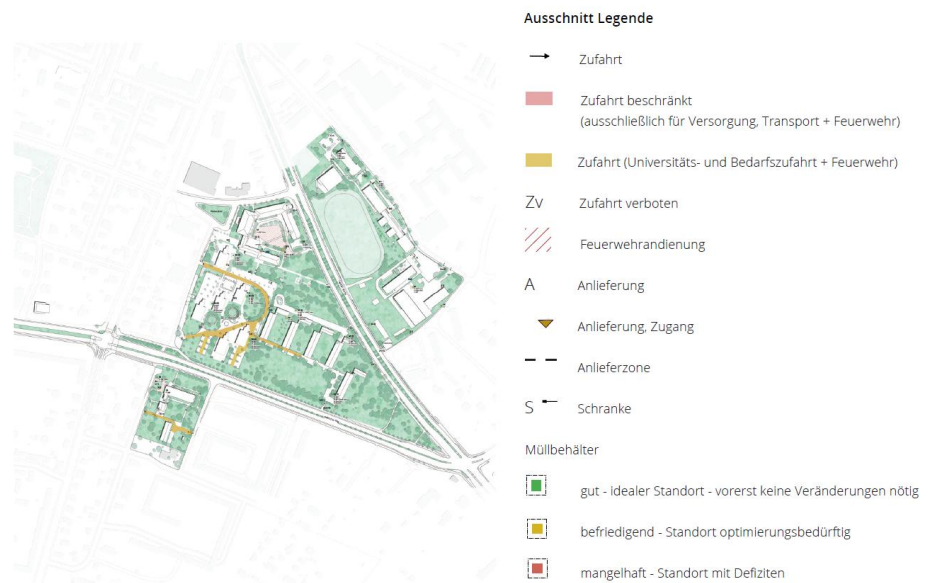 Ausschnitt Legende
Zufahrt
Zufahrt beschränkt
(ausschließlich für Versorgung, Transport + Feuerwehr)
Zufahrt (Universitäts- und Bedarfszufahrt + Feuerwehr)
Zv Zufahrt verboten
Feuerwehrandienung
A Anlieferung
Anlieferung, Zugang
Anlieferzone
S Schranke
Müllbehälter
gut - idealer Standort - vorerst keine Veränderungen nötig
befriedigend - Standort optimierungsbedürftig
mangelhaft - Standort mit Defiziten